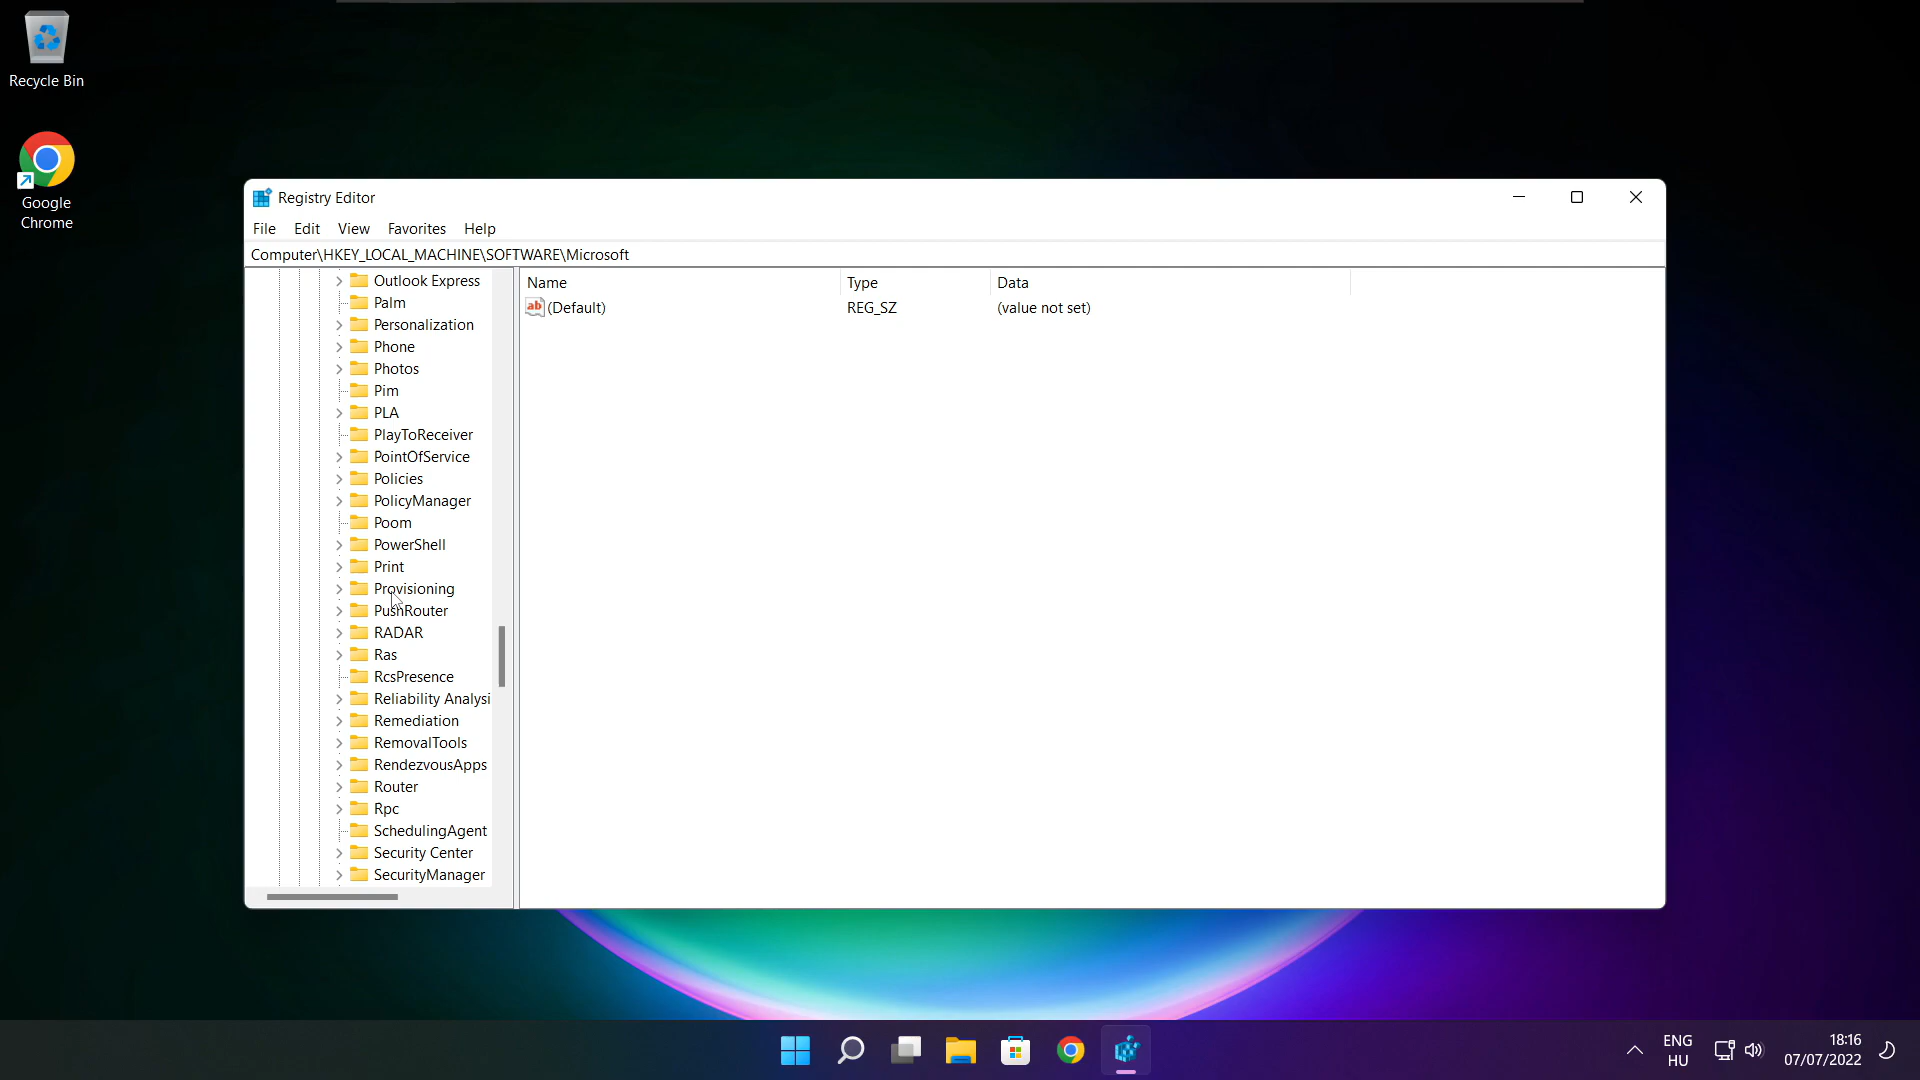 Recycle Bin
Google
Chrome
Registry Editor
File Edit View Favorites Help
Computer\HKEY_LOCAL_MACHINE\SOFTWARE\Microsoft
Outlook Express
Palm
Personalization
Phone
Photos
Pim
PLA
PlayToReceiver
PointOfService
Policies
PolicyManager
Poom
PowerShell
Print
Provisioning
PushRouter
RADAR
Ras
RcsPresence
Reliability Analysi
Remediation
RemovalTools
RendezvousApps
Router
Rpc
SchedulingAgent
Security Center
SecurityManager
Name Type Data
ab (Default) REG_SZ (value not set)
ENG
HU
18:16
07/07/2022